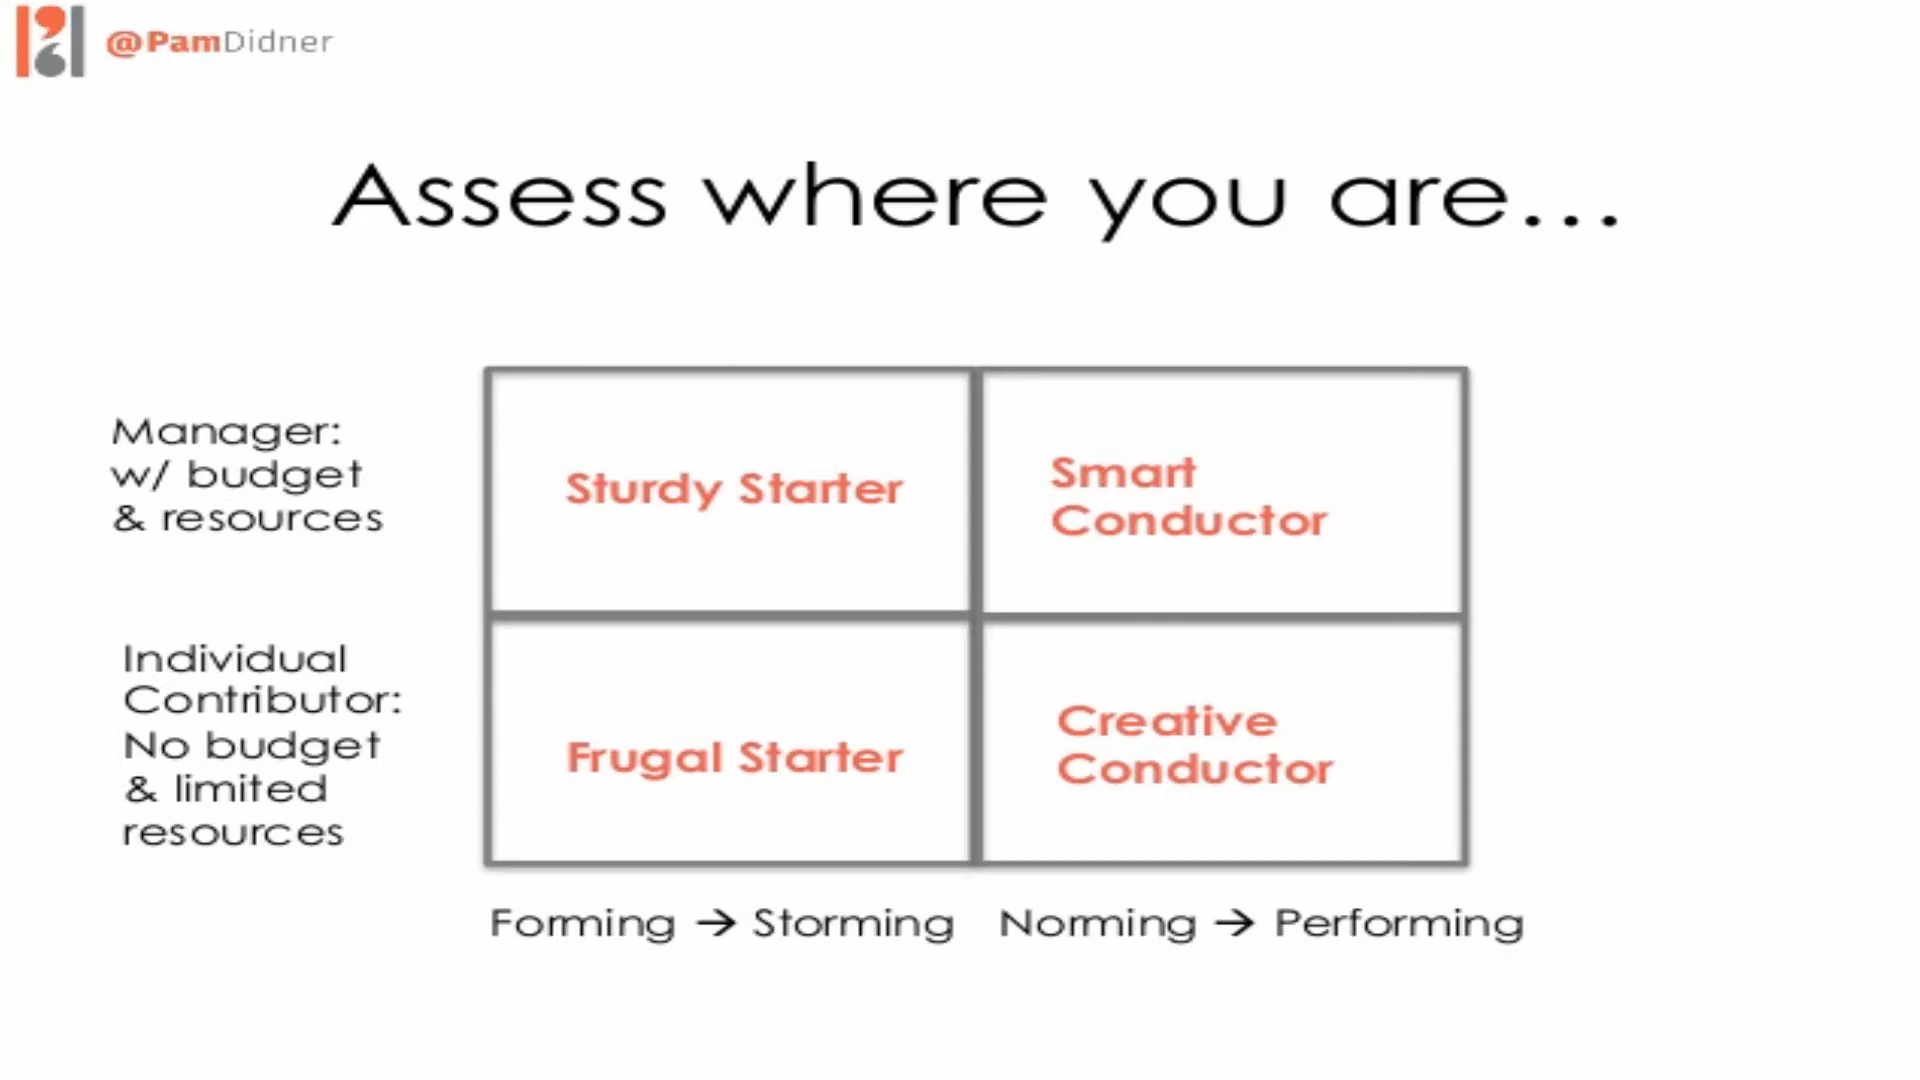 @PamDidner
Assess where you are...
Manager:
w/ budget
& resources
Sturdy Starter
Smart
Conductor
Individual
Contributor:
No budget
& limited
resources
Frugal Starter
Creative
Conductor
Forming → Storming
Norming → Performing